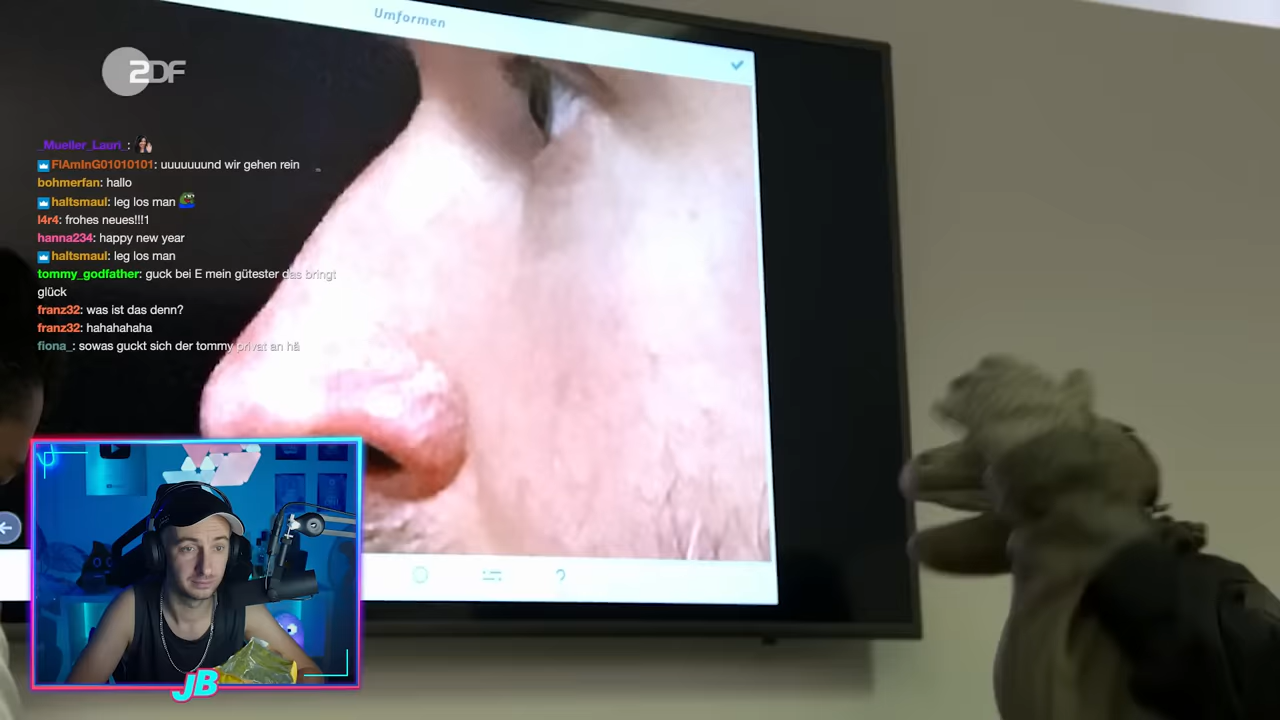 Umformen
2DF
_Mueller_Lauri_:
FlAmInG01010101: uuuuuuund wir gehen rein
bohmerfan: hallo
haltsmaul: leg los man
l4r4: frohes neues!!!1
hanna234: happy new year
haltsmaul: leg los man
tommy_godfather: guck bei E mein gütester das bringt
glück
franz32: was ist das denn?
franz32: hahahahaha
fiona_: sowas guckt sich der tommy privat an hä
JB